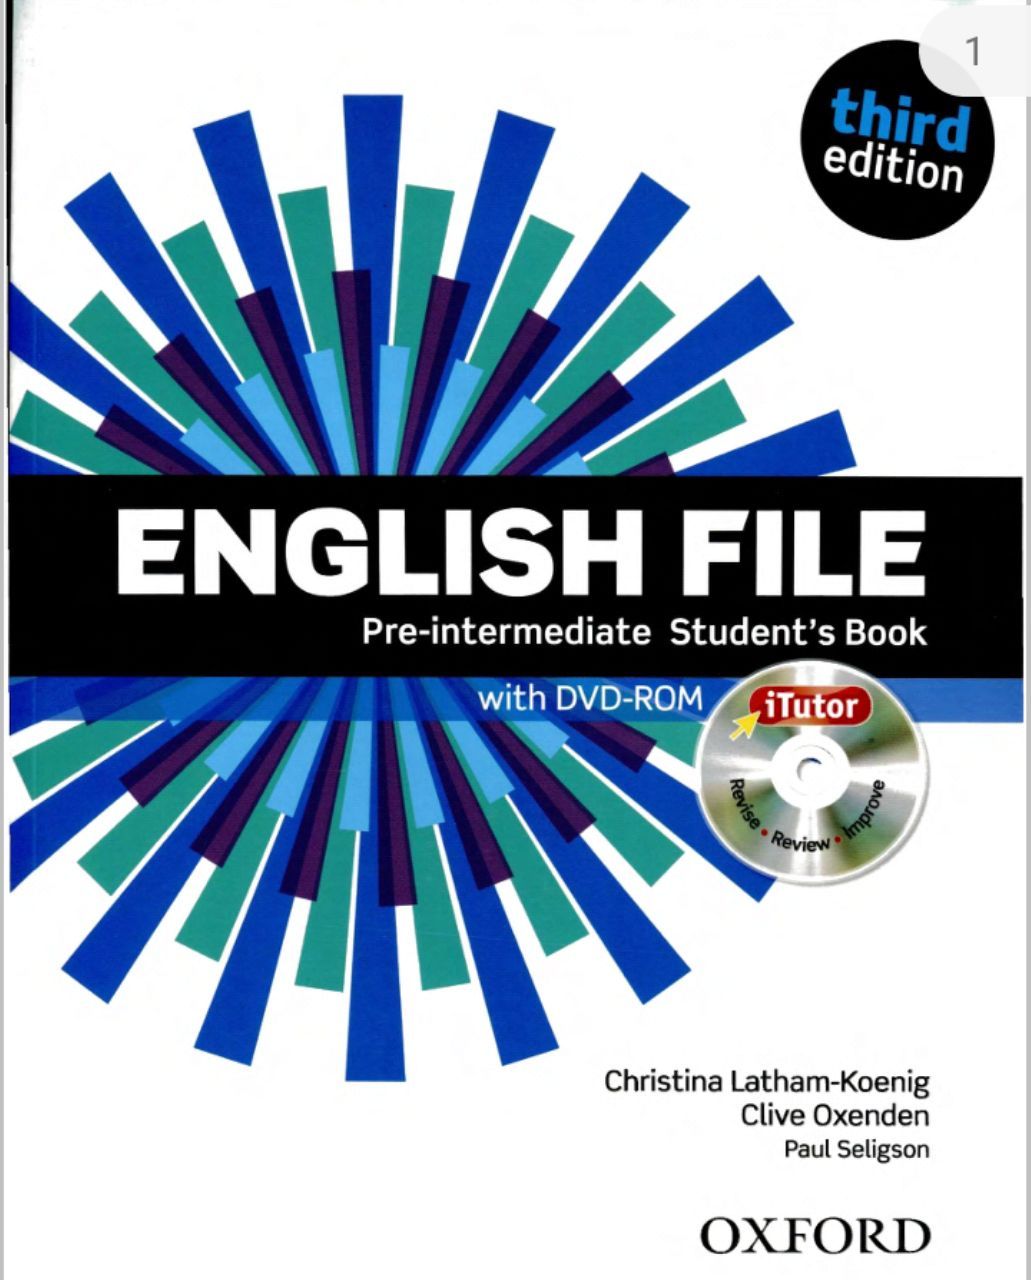 1
third
edition
ENGLISH FILE
Pre-intermediate Student's Book
with DVD-ROM
iTutor
Revise • Review • Improve
Christina Latham-Koenig
Clive Oxenden
Paul Seligson
OXFORD